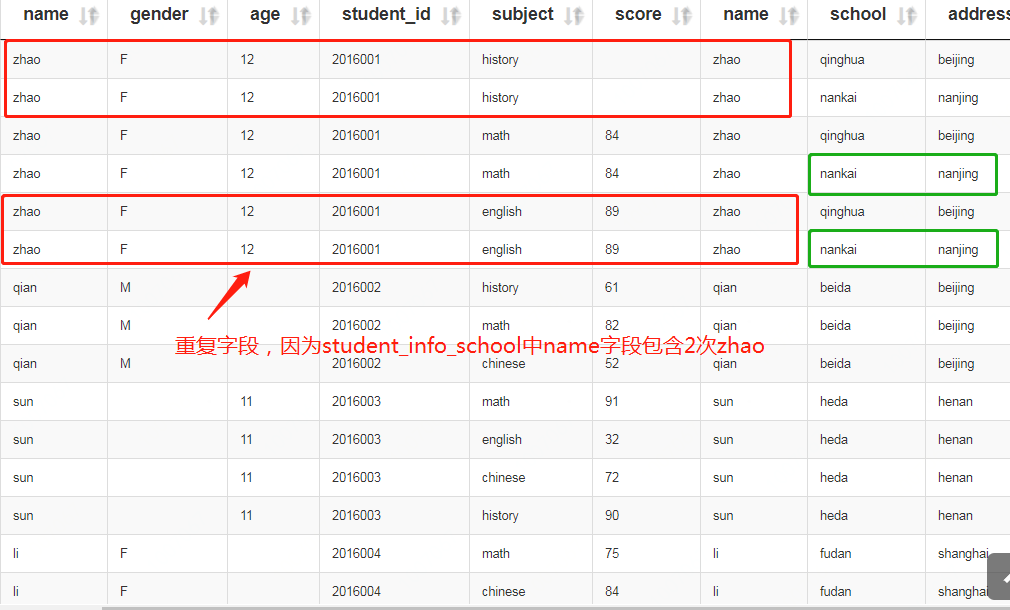 name gender age student_id subject score name school address
zhao F 12 2016001 history zhao qinghua beijing
zhao F 12 2016001 history zhao nankai nanjing
zhao F 12 2016001 math 84 zhao qinghua beijing
zhao F 12 2016001 math 84 zhao nankai nanjing
zhao F 12 2016001 english 89 zhao qinghua beijing
zhao F 12 2016001 english 89 zhao nankai nanjing
qian M 2016002 history 61 qian beida beijing
qian M 2016002 math 82 qian beida beijing
重复字段，因为student_info_school中name字段包含2次zhao
qian M 2016002 chinese 52 qian beida beijing
sun 11 2016003 math 91 sun heda henan
sun 11 2016003 english 32 sun heda henan
sun 11 2016003 chinese 72 sun heda henan
sun 11 2016003 history 90 sun heda henan
li F 2016004 math 75 li fudan shanghai
li F 2016004 chinese 84 li fudan shanghai